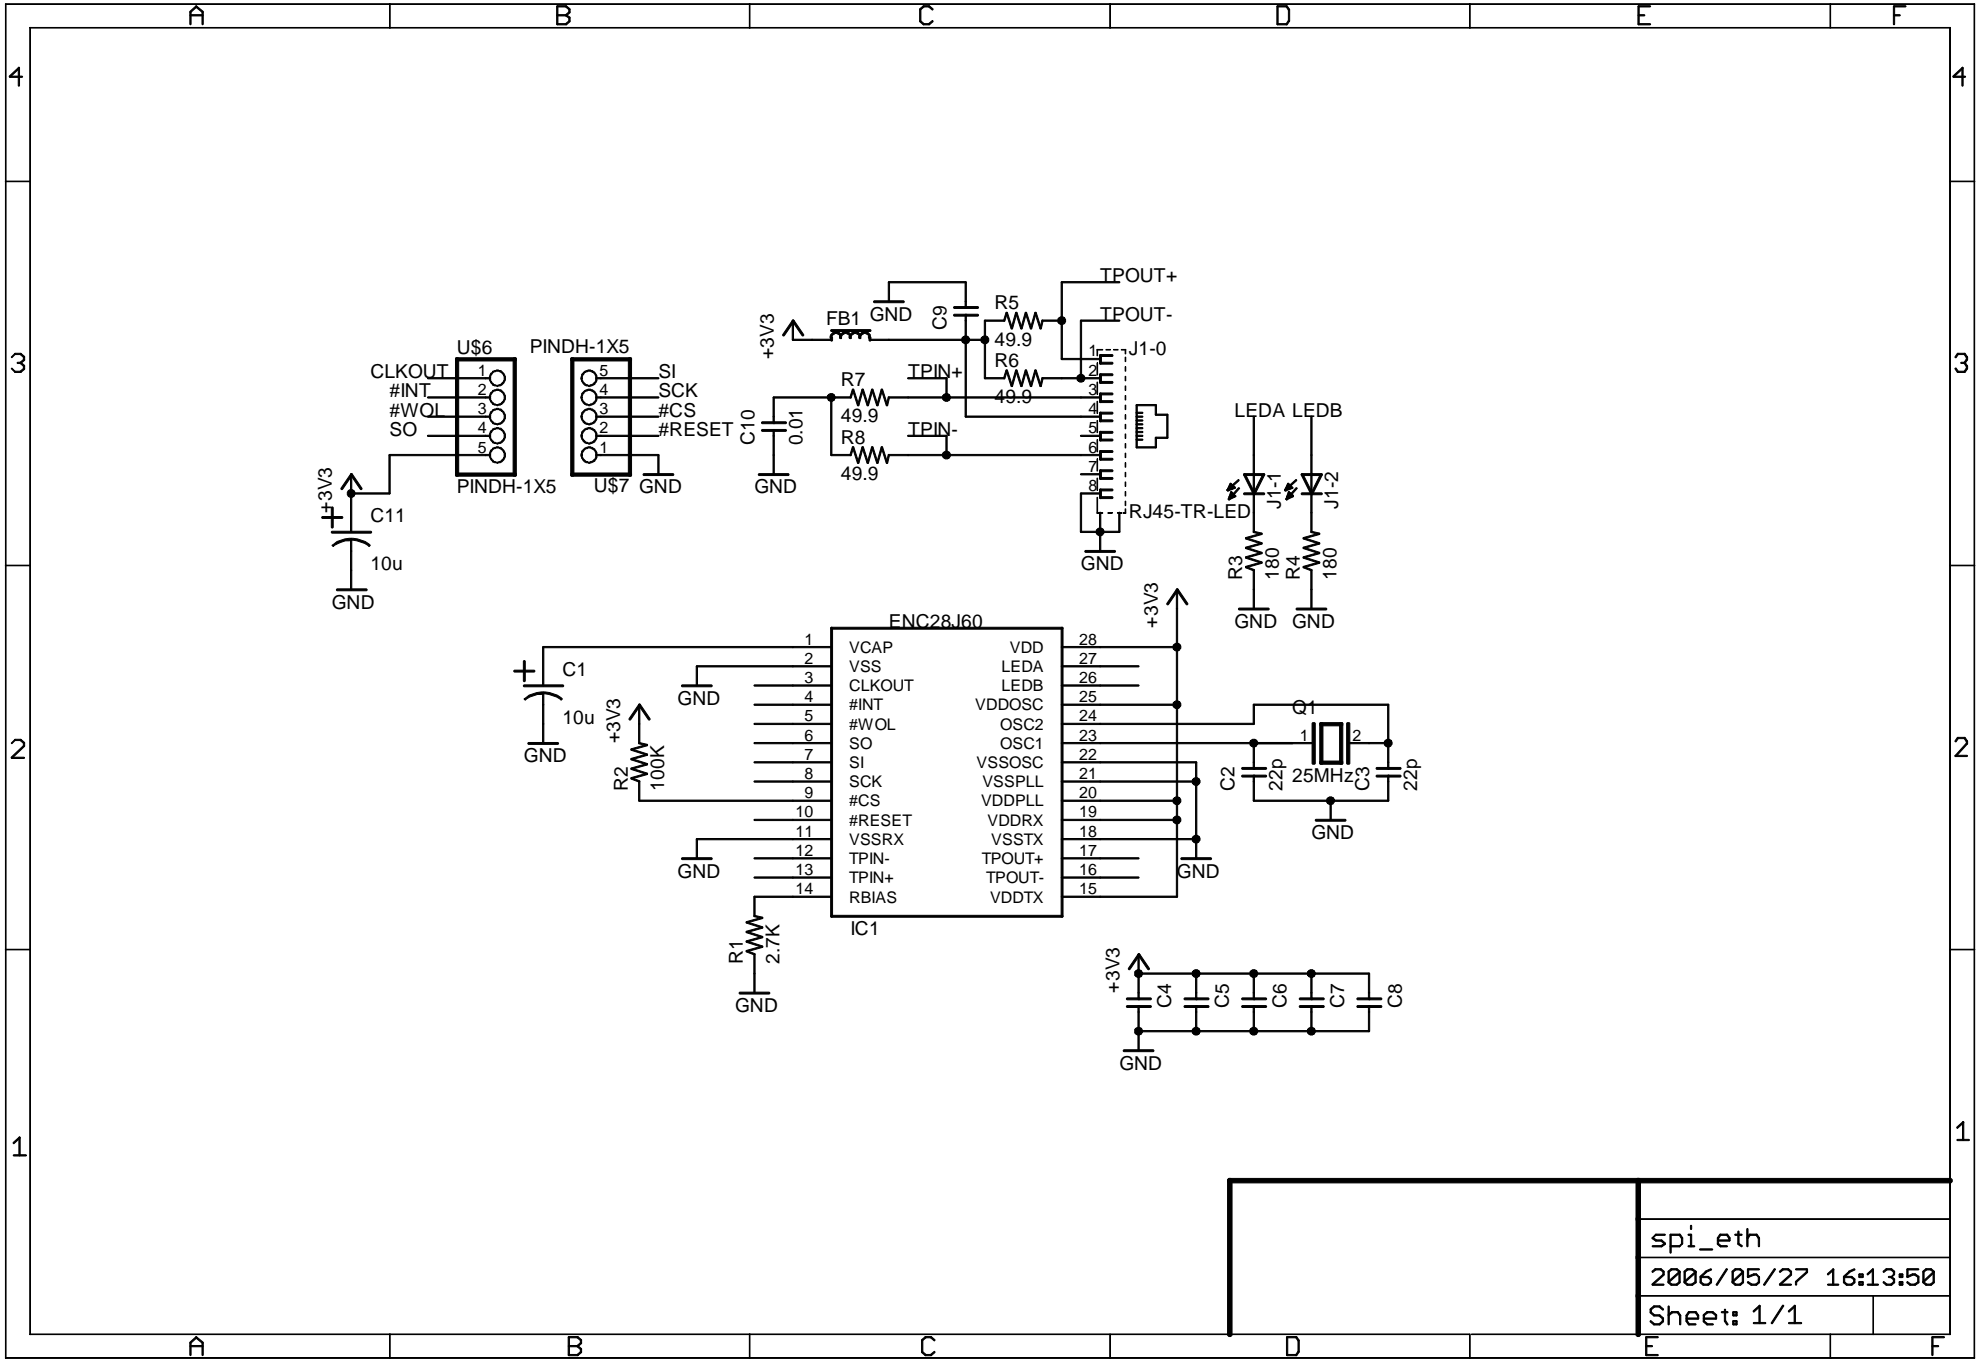 A B C D E F
4 4
TPOUT+
R5
GND
C9
FB1
+3V3
TPOUT-
49.9
U$6 PINDH-1X5
J1-0
3 3
CLKOUT 1
#INT 2
#WOL 3
SO 4
5
5 SI
4 SCK
3 #CS
2 #RESET
1
R6
49.9
TPIN+
R7
49.9
C10
0.01
TPIN-
R8
49.9
1
2
3
4
5
6
7
8
LEDA LEDB
PINDH-1X5
U$7 GND
GND
+3V3
C11
10u
GND
RJ45-TR-LED
GND
J1-1
J1-2
R3
180
R4
180
GND GND
+3V3
ENC28J60
1 VCAP VDD 28
2 VSS LEDA 27
3 CLKOUT LEDB 26
4 #INT VDDOSC 25
5 #WOL OSC2 24
6 SO OSC1 23
7 SI VSSOSC 22
8 SCK VSSPLL 21
9 #CS VDDPLL 20
10 #RESET VDDRX 19
11 VSSRX VSSTX 18
12 TPIN- TPOUT+ 17
13 TPIN+ TPOUT- 16
14 RBIAS VDDTX 15
IC1
C1
10u
GND
GND
+3V3
R2
100K
GND
R1
2.7K
GND
Q1
1 2
25MHz
C2
22p
C3
22p
GND
GND
2 2
+3V3
C4
C5
C6
C7
C8
GND
1 1
spi_eth
2006/05/27 16:13:50
Sheet: 1/1
A B C D E F